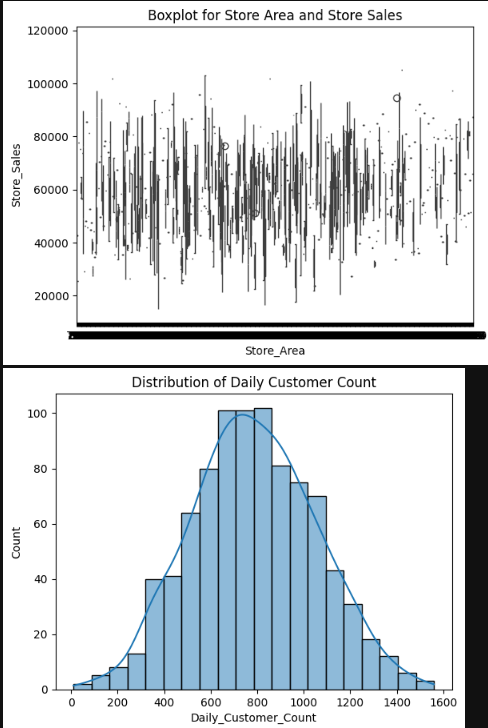 Boxplot for Store Area and Store Sales
120000
100000
80000
60000
40000
20000
Store_Sales
Store_Area
Distribution of Daily Customer Count
100
80
60
40
20
0
Count
0 200 400 600 800 1000 1200 1400 1600
Daily_Customer_Count